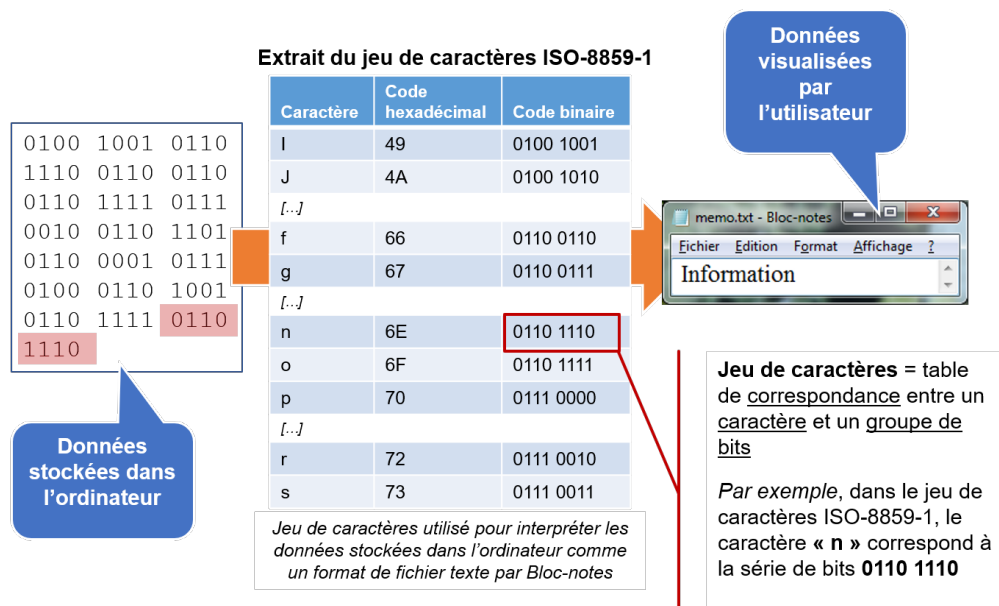 Extrait du jeu de caractères ISO-8859-1
Données
visualisées
par
l’utilisateur
0100 1001 0110
1110 0110 0110
0110 1111 0111
0010 0110 1101
0110 0001 0111
0100 0110 1001
0110 1111 0110
1110
Données
stockées dans
l’ordinateur
Caractère Code hexadécimal Code binaire
I 49 0100 1001
J 4A 0100 1010
[…]
f 66 0110 0110
g 67 0110 0111
[…]
n 6E 0110 1110
o 6F 0110 1111
p 70 0111 0000
[…]
r 72 0111 0010
s 73 0111 0011
Jeu de caractères utilisé pour interpréter les
données stockées dans l’ordinateur comme
un format de fichier texte par Bloc-notes
memo.txt - Bloc-notes
Fichier Edition Format Affichage ?
Information
Jeu de caractères = table
de correspondance entre un
caractère et un groupe de
bits
Par exemple, dans le jeu de
caractères ISO-8859-1, le
caractère « n » correspond à
la série de bits 0110 1110